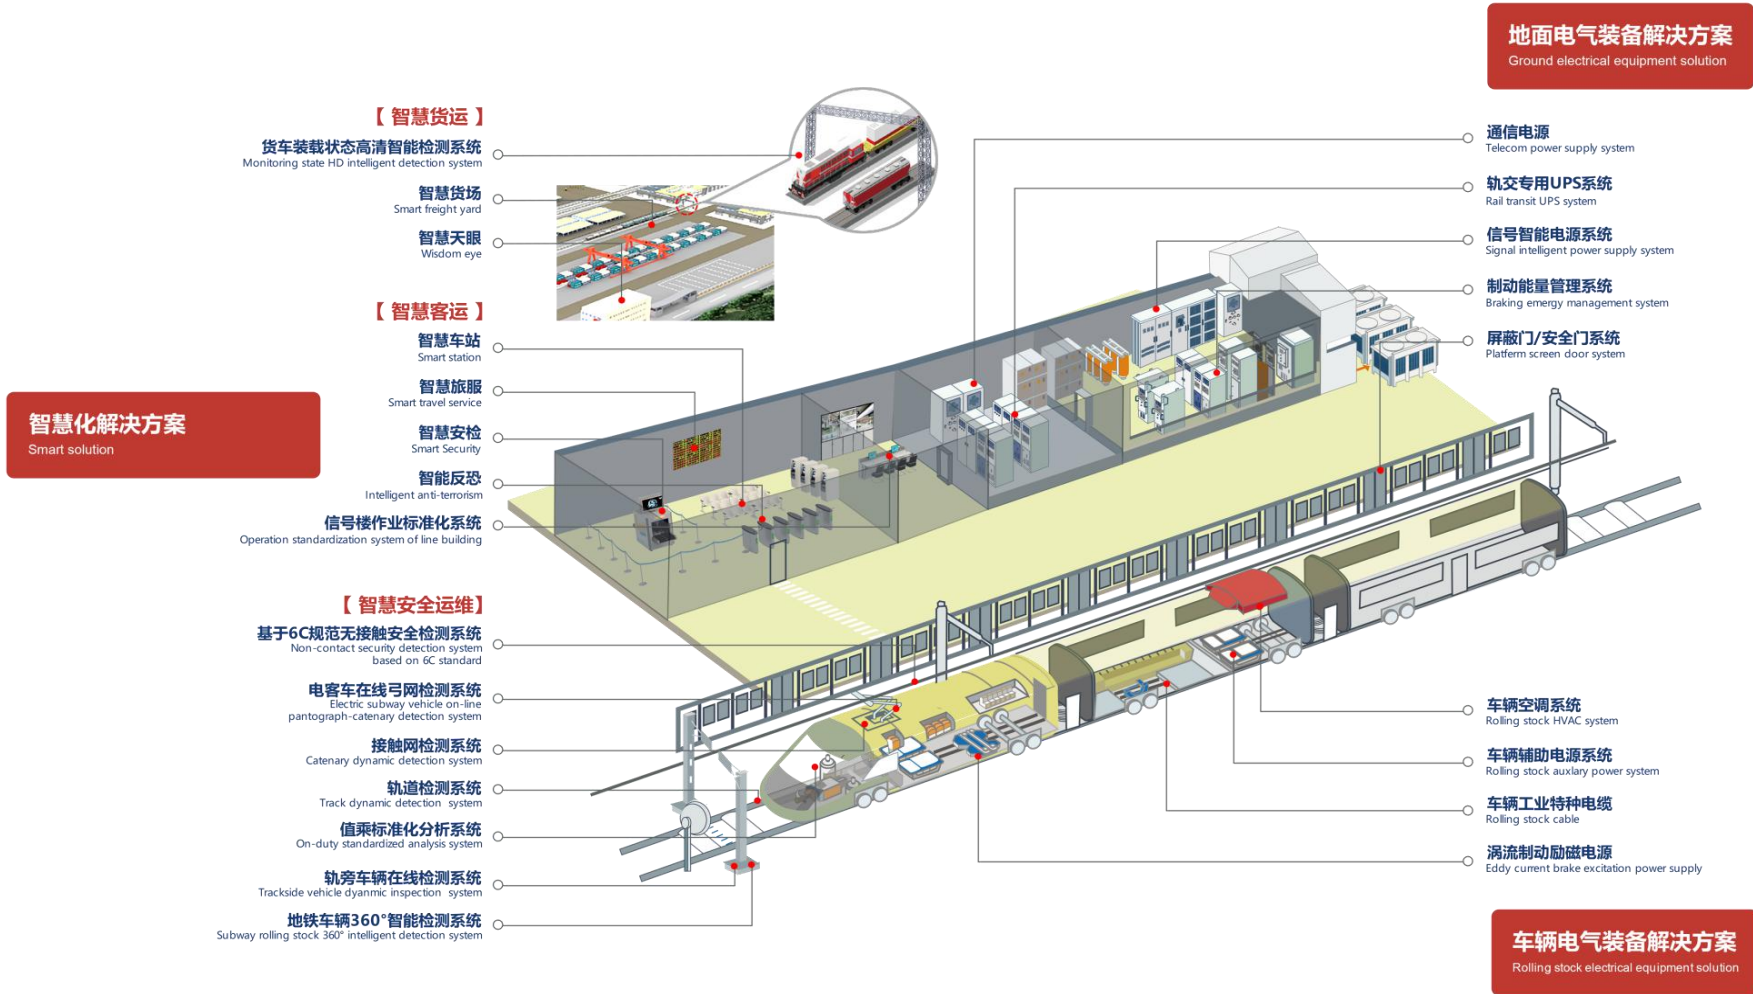 地面电气装备解决方案
Ground electrical equipment solution
【 智慧货运 】
货车装载状态高清智能检测系统
Monitoring state HD intelligent detection system
智慧货场
Smart freight yard
智慧天眼
Wisdom eye
【 智慧客运 】
智慧车站
Smart station
智慧旅服
Smart travel service
智慧安检
Smart Security
智能反恐
Intelligent anti-terrorism
信号楼作业标准化系统
Operation standardization system of line building
智慧化解决方案
Smart solution
【 智慧安全运维】
基于6C规范无接触安全检测系统
Non-contact security detection system
based on 6C standard
电客车在线弓网检测系统
Electric subway vehicle on-line
pantograph-catenary detection system
接触网检测系统
Catenary dynamic detection system
轨道检测系统
Track dynamic detection system
值乘标准化分析系统
On-duty standardized analysis system
轨旁车辆在线检测系统
Trackside vehicle dyanmic inspection system
地铁车辆360°智能检测系统
Subway rolling stock 360° intelligent detection system
通信电源
Telecom power supply system
轨交专用UPS系统
Rail transit UPS system
信号智能电源系统
Signal intelligent power supply system
制动能量管理系统
Braking emergy management system
屏蔽门/安全门系统
Platferm screen door system
车辆空调系统
Rolling stock HVAC system
车辆辅助电源系统
Rolling stock auxlary power system
车辆工业特种电缆
Rolling stock cable
涡流制动励磁电源
Eddy current brake excitation power supply
车辆电气装备解决方案
Rolling stock electrical equipment solution